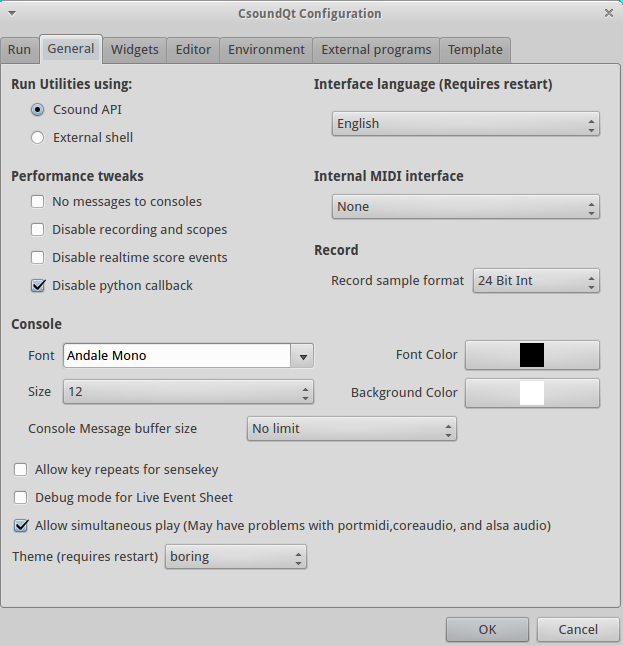 CsoundQt Configuration
Run General Widgets Editor Environment External programs Template
Run Utilities using:
Csound API
External shell
Interface language (Requires restart)
English
Performance tweaks
No messages to consoles
Disable recording and scopes
Disable realtime score events
Disable python callback
Internal MIDI interface
None
Record
Record sample format 24 Bit Int
Console
Font Andale Mono
Font Color
Size 12
Background Color
Console Message buffer size No limit
Allow key repeats for sensekey
Debug mode for Live Event Sheet
Allow simultaneous play (May have problems with portmidi,coreaudio, and alsa audio)
Theme (requires restart) boring
OK Cancel